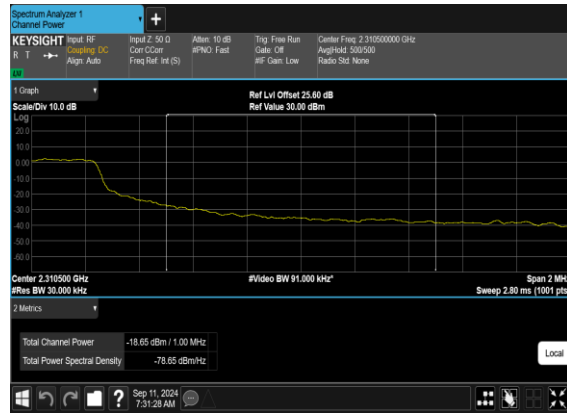 Spectrum Analyzer 1
Channel Power
+
KEYSIGHT Input: RF Input Z: 50 Ω Atten: 10 dB Trig: Free Run Center Freq: 2.310500000 GHz
R T Coupling: DC Corr CCorr #PNO: Fast Gate: Off Avg|Hold: 500/500
Align: Auto Freq Ref: Int (S) #IF Gain: Low Radio Std: None
1 Graph
Ref Lvl Offset 25.60 dB
Scale/Div 10.0 dB Ref Value 30.00 dBm
Log
20.0
10.0
0.00
-10.0
-20.0
-30.0
-40.0
-50.0
-60.0
Center 2.310500 GHz #Video BW 91.000 kHz* Span 2 MHz
#Res BW 30.000 kHz Sweep 2.80 ms (1001 pts
2 Metrics
Total Channel Power -18.65 dBm / 1.00 MHz
Total Power Spectral Density -78.65 dBm/Hz
Local
? Sep 11, 2024
7:31:28 AM